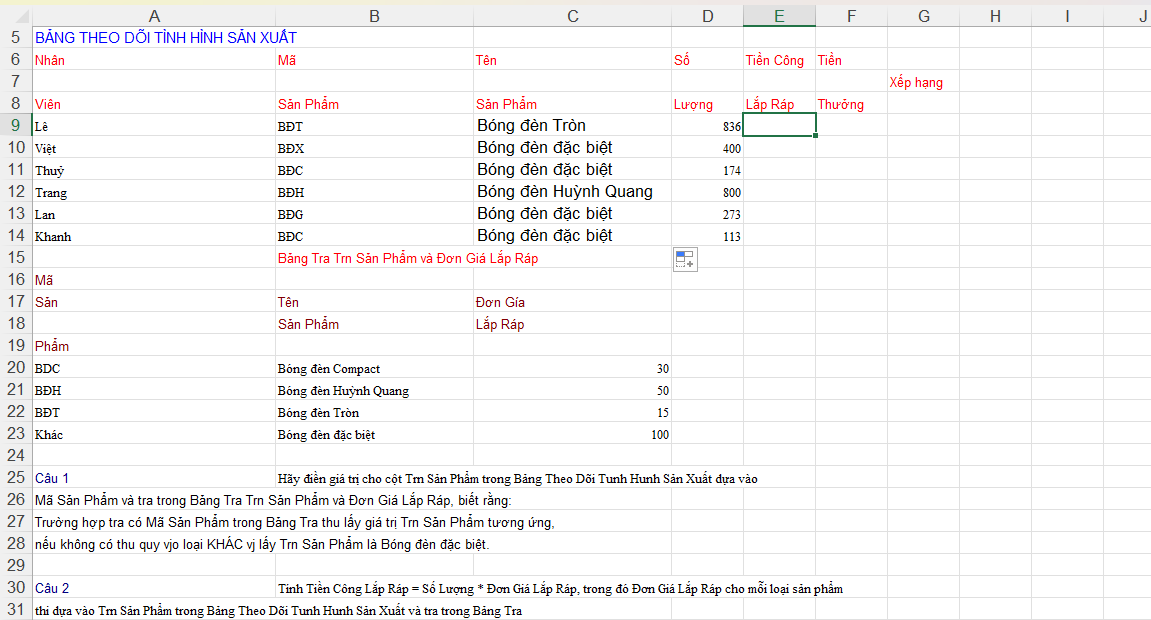 A B C D E F G H I J
5 BẢNG THEO DÕI TÌNH HÌNH SẢN XUẤT
6 Nhân Mã Tên Số Tiền Công Tiền
7 Xếp hạng
8 Viên Sản Phẩm Sản Phẩm Lượng Lắp Ráp Thưởng
9 Lê BĐT Bóng đèn Tròn 836
10 Việt BĐX Bóng đèn đặc biệt 400
11 Thuỷ BĐC Bóng đèn đặc biệt 174
12 Trang BĐH Bóng đèn Huỳnh Quang 800
13 Lan BĐG Bóng đèn đặc biệt 273
14 Khanh BĐC Bóng đèn đặc biệt 113
15 Bảng Tra Trn Sản Phẩm và Đơn Giá Lắp Ráp
16 Mã
17 Sản Tên Đơn Gía
18 Sản Phẩm Lắp Ráp
19 Phẩm
20 BDC Bóng đèn Compact 30
21 BĐH Bóng đèn Huỳnh Quang 50
22 BĐT Bóng đèn Tròn 15
23 Khác Bóng đèn đặc biệt 100
24
25 Câu 1 Hãy điền giá trị cho cột Trn Sản Phẩm trong Bảng Theo Dõi Tunh Hunh Sản Xuất dựa vào
26 Mã Sản Phẩm và tra trong Bảng Tra Trn Sản Phẩm và Đơn Giá Lắp Ráp, biết rằng:
27 Trường hợp tra có Mã Sản Phẩm trong Bảng Tra thu lấy giá trị Trn Sản Phẩm tương ứng,
28 nếu không có thu quy vjo loại KHÁC vj lấy Trn Sản Phẩm là Bóng đèn đặc biệt.
29
30 Câu 2 Tính Tiền Công Lắp Ráp = Số Lượng * Đơn Giá Lắp Ráp, trong đó Đơn Giá Lắp Ráp cho mỗi loại sản phẩm
31 thì dựa vào Trn Sản Phẩm trong Bảng Theo Dõi Tunh Hunh Sản Xuất và tra trong Bảng Tra